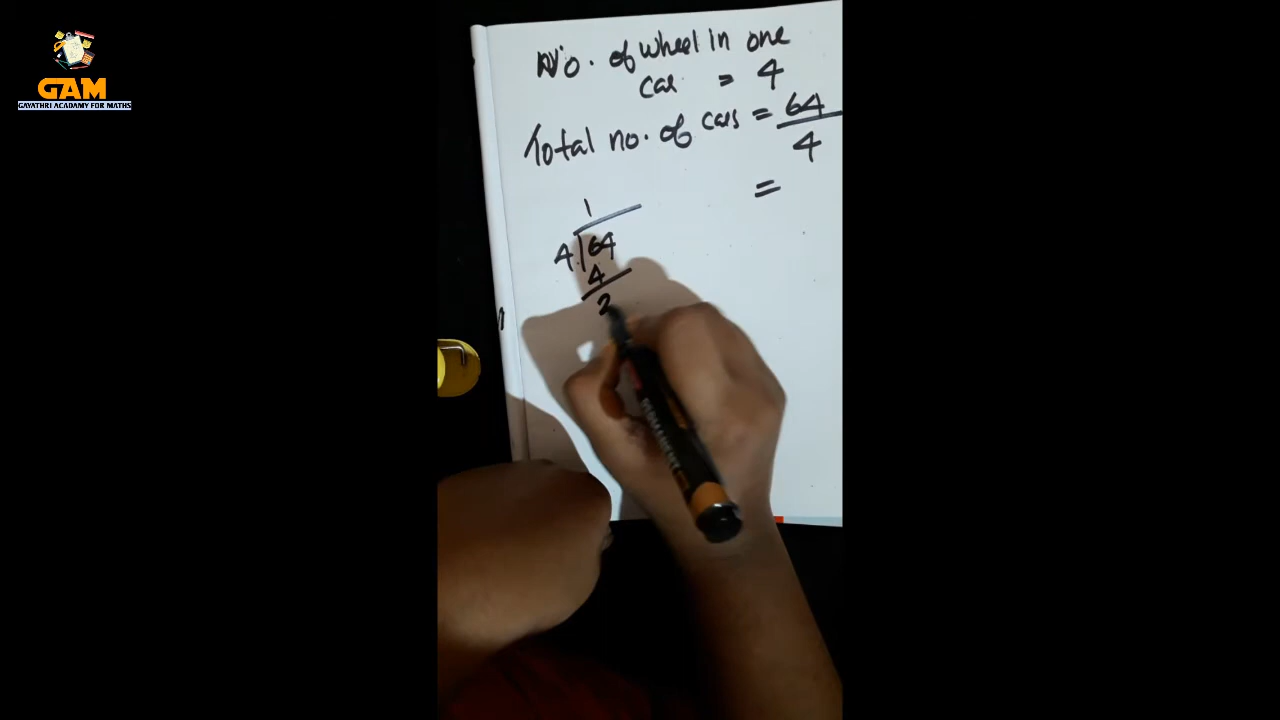 GAM
GAYATHRI ACADAMY FOR MATHS
No. of wheel in one
car = 4
Total no. of cars = 64
4
=
1
4 64
4
2